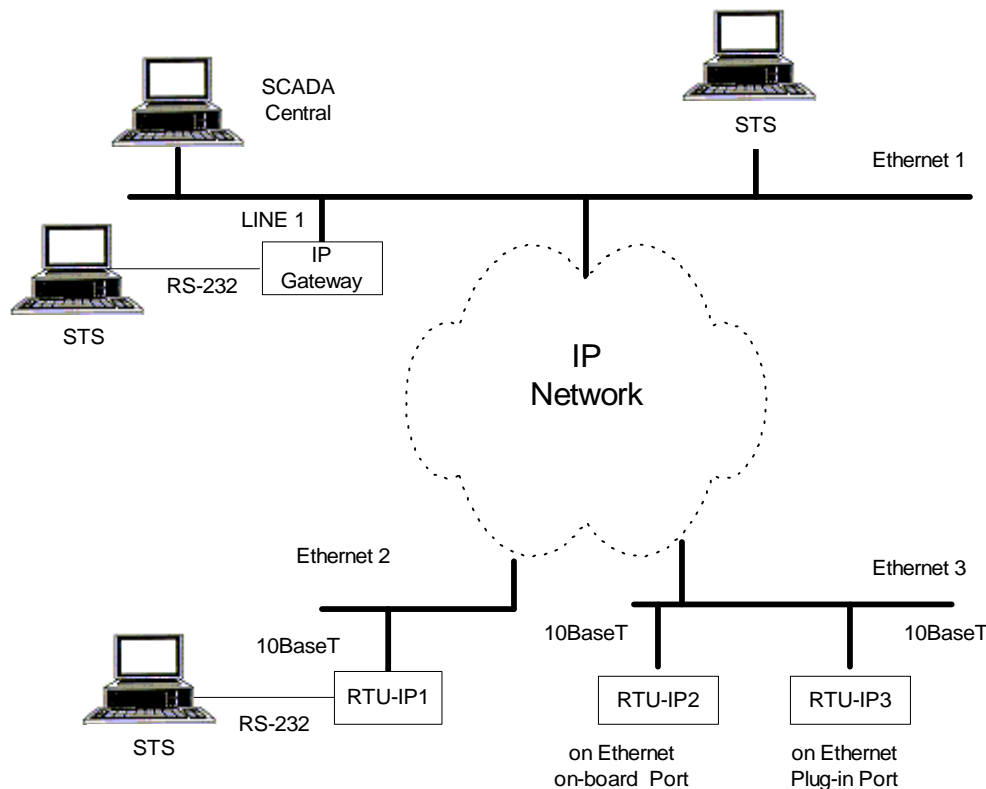 SCADA
Central
STS
Ethernet 1
LINE 1
IP
Gateway
RS-232
STS
IP
Network
Ethernet 2
Ethernet 3
10BaseT
10BaseT
10BaseT
RTU-IP1
RTU-IP2
RTU-IP3
RS-232
STS
on Ethernet
on-board Port
on Ethernet
Plug-in Port